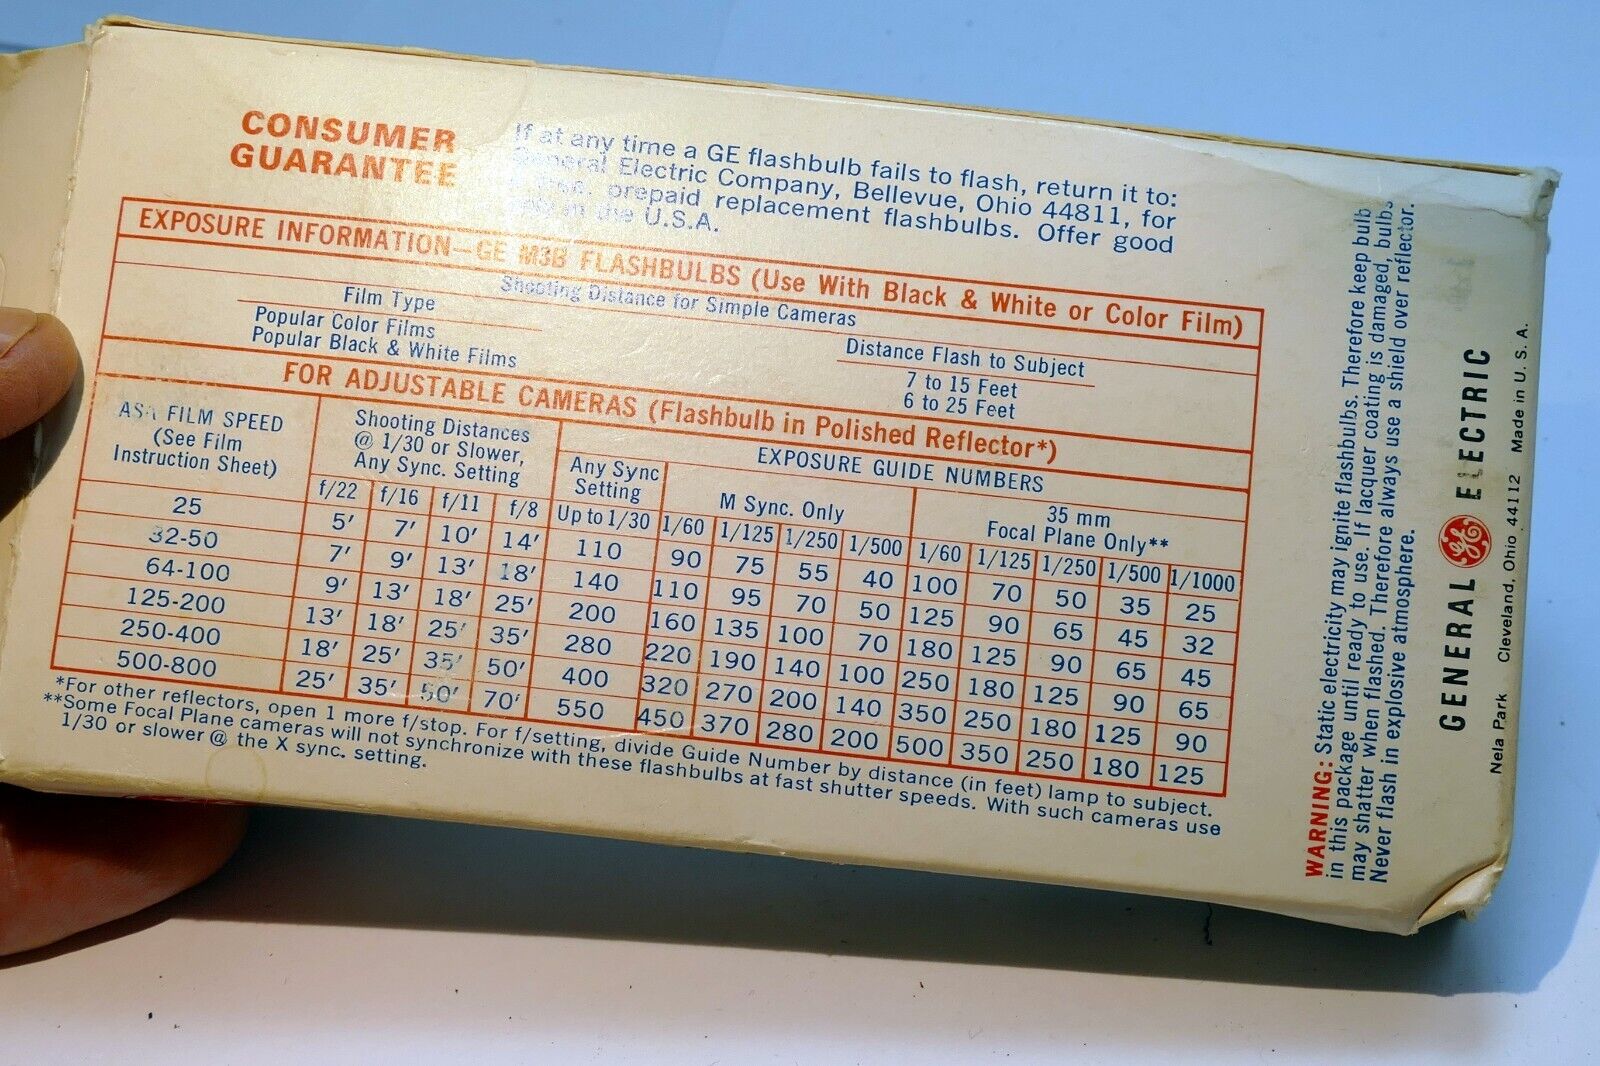 CONSUMER
GUARANTEE
If at any time a GE flashbulb fails to flash, return it to:
General Electric Company, Bellevue, Ohio 44811, for
prepaid replacement flashbulbs. Offer good
in the U.S.A.
EXPOSURE INFORMATION—GE M3B FLASHBULBS (Use With Black & White or Color Film)
Shooting Distance for Simple Cameras
Film Type Distance Flash to Subject
Popular Color Films 7 to 15 Feet
Popular Black & White Films 6 to 25 Feet
FOR ADJUSTABLE CAMERAS (Flashbulb in Polished Reflector*)
ASA FILM SPEED
(See Film
Instruction Sheet)
Shooting Distances
@ 1/30 or Slower,
Any Sync. Setting
EXPOSURE GUIDE NUMBERS
Any Sync
Setting
M Sync. Only
35 mm
Focal Plane Only**
f/22 f/16 f/11 f/8 Up to 1/30 1/60 1/125 1/250 1/500 1/60 1/125 1/250 1/500 1/1000
25 5' 7' 10' 14' 110 90 75 55 40 100 70 50 35 25
32-50 7' 9' 13' 18' 140 110 95 70 50 125 90 65 45 32
64-100 9' 13' 18' 25' 200 160 135 100 70 180 125 90 65 45
125-200 13' 18' 25' 35' 280 220 190 140 100 250 180 125 90 65
250-400 18' 25' 35' 50' 400 320 270 200 140 350 250 180 125 90
500-800 25' 35' 50' 70' 550 450 370 280 200 500 350 250 180 125
*For other reflectors, open 1 more f/stop. For f/setting, divide Guide Number by distance (in feet) lamp to subject.
**Some Focal Plane cameras will not synchronize with these flashbulbs at fast shutter speeds. With such cameras use
1/30 or slower @ the X sync. setting.
WARNING: Static electricity may ignite flashbulbs. Therefore keep bulb
in this package until ready to use. If lacquer coating is damaged, bulbs
may shatter when flashed. Therefore always use a shield over reflector.
Never flash in explosive atmosphere.
GENERAL GE ELECTRIC
Nela Park Cleveland, Ohio 44112 Made in U. S. A.